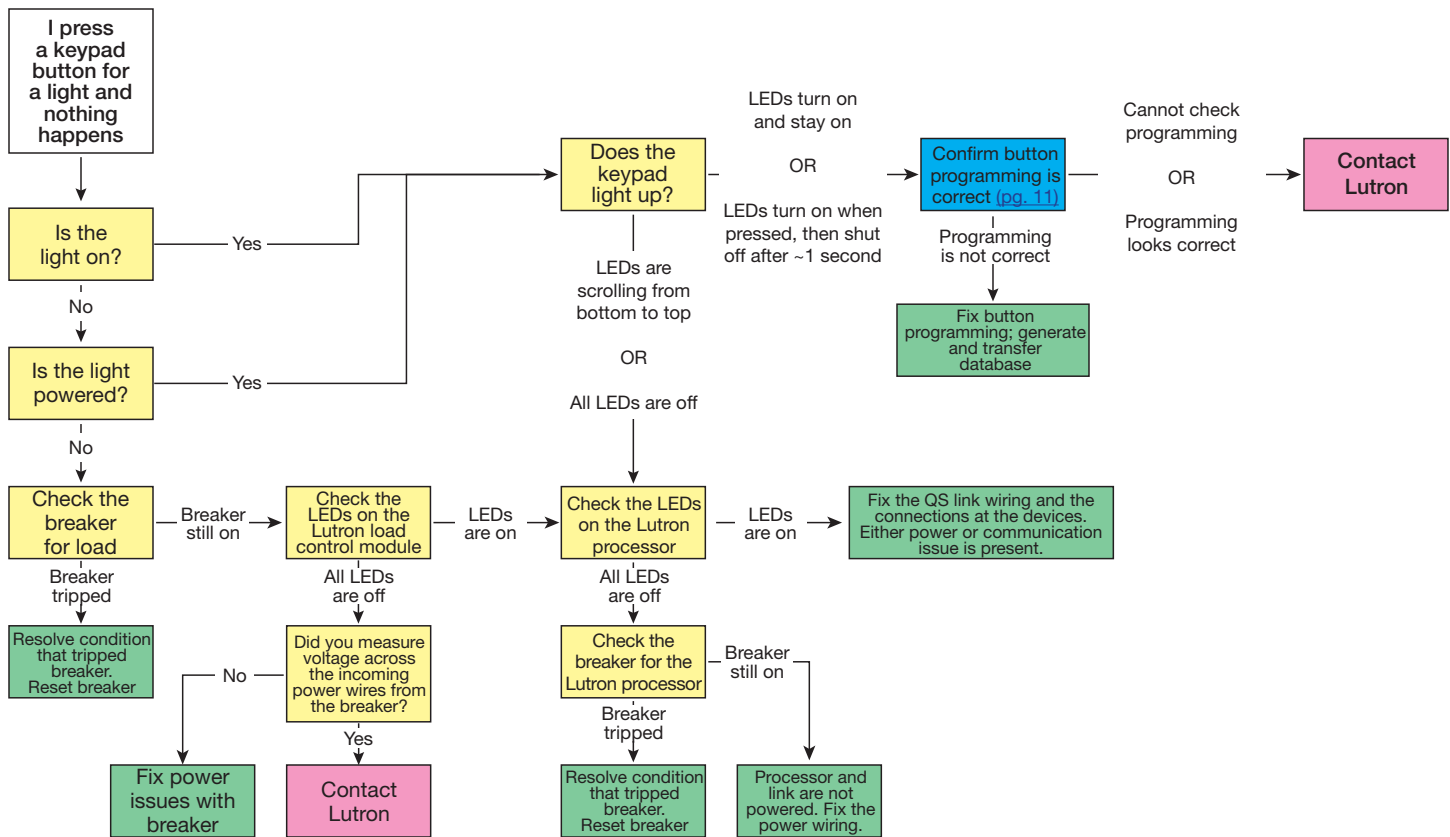 I press
a keypad
button for
a light and
nothing
happens
Is the
light on?
Yes
No
Is the light
powered?
Yes
No
Check the
breaker
for load
Breaker
still on
Breaker
tripped
Resolve condition
that tripped
breaker.
Reset breaker
Check the
LEDs on the
Lutron load
control module
LEDs
are on
All LEDs
are off
Did you measure
voltage across
the incoming
power wires from
the breaker?
No
Yes
Fix power
issues with
breaker
Contact
Lutron
Does the
keypad
light up?
LEDs turn on
and stay on
OR
LEDs turn on when
pressed, then shut
off after ~1 second
LEDs are
scrolling from
bottom to top
OR
All LEDs are off
Confirm button
programming is
correct (pg. 11)
Cannot check
programming
OR
Programming
looks correct
Contact
Lutron
Programming
is not correct
Fix button
programming; generate
and transfer
database
Check the LEDs
on the Lutron
processor
LEDs
are on
Fix the QS link wiring and the
connections at the devices.
Either power or communication
issue is present.
All LEDs
are off
Check the
breaker for the
Lutron processor
Breaker
still on
Breaker
tripped
Resolve condition
that tripped
breaker.
Reset breaker
Processor and
link are not
powered. Fix the
power wiring.